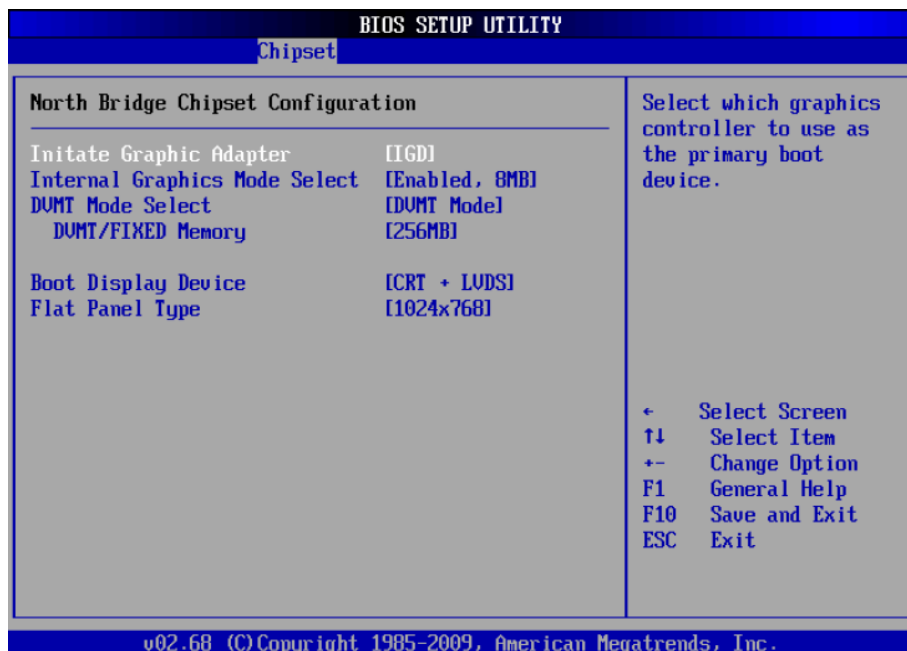 BIOS SETUP UTILITY
Chipset
North Bridge Chipset Configuration
Initate Graphic Adapter [IGD]
Internal Graphics Mode Select [Enabled, 8MB]
DVMT Mode Select [DVMT Mode]
DVMT/FIXED Memory [256MB]
Boot Display Device [CRT + LVDS]
Flat Panel Type [1024x768]
Select which graphics
controller to use as
the primary boot
device.
← Select Screen
↑↓ Select Item
+- Change Option
F1 General Help
F10 Save and Exit
ESC Exit
v02.68 (C)Copyright 1985-2009, American Megatrends, Inc.